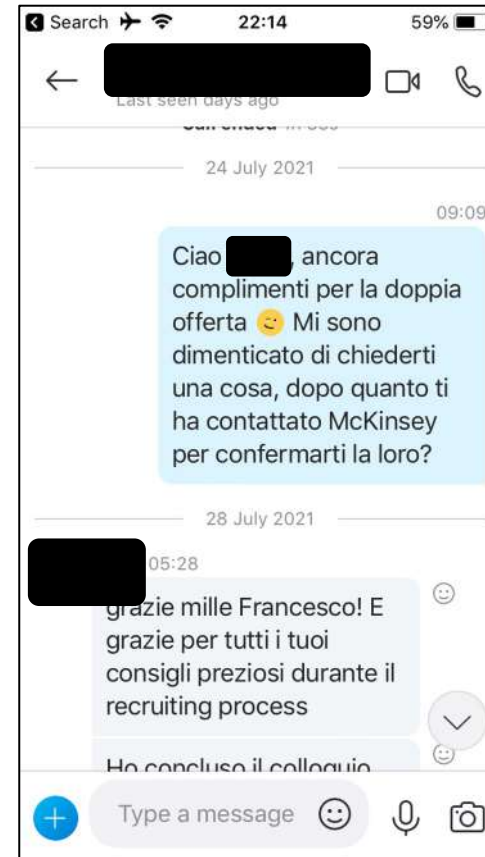 Search 22:14 59%
Last seen days ago
Call ended
24 July 2021
09:09
Ciao , ancora
complimenti per la doppia
offerta 😉 Mi sono
dimenticato di chiederti
una cosa, dopo quanto ti
ha contattato McKinsey
per confermarti la loro?
28 July 2021
05:28
grazie mille Francesco! E
grazie per tutti i tuoi
consigli preziosi durante il
recruiting process
Ho concluso il colloquio
Type a message